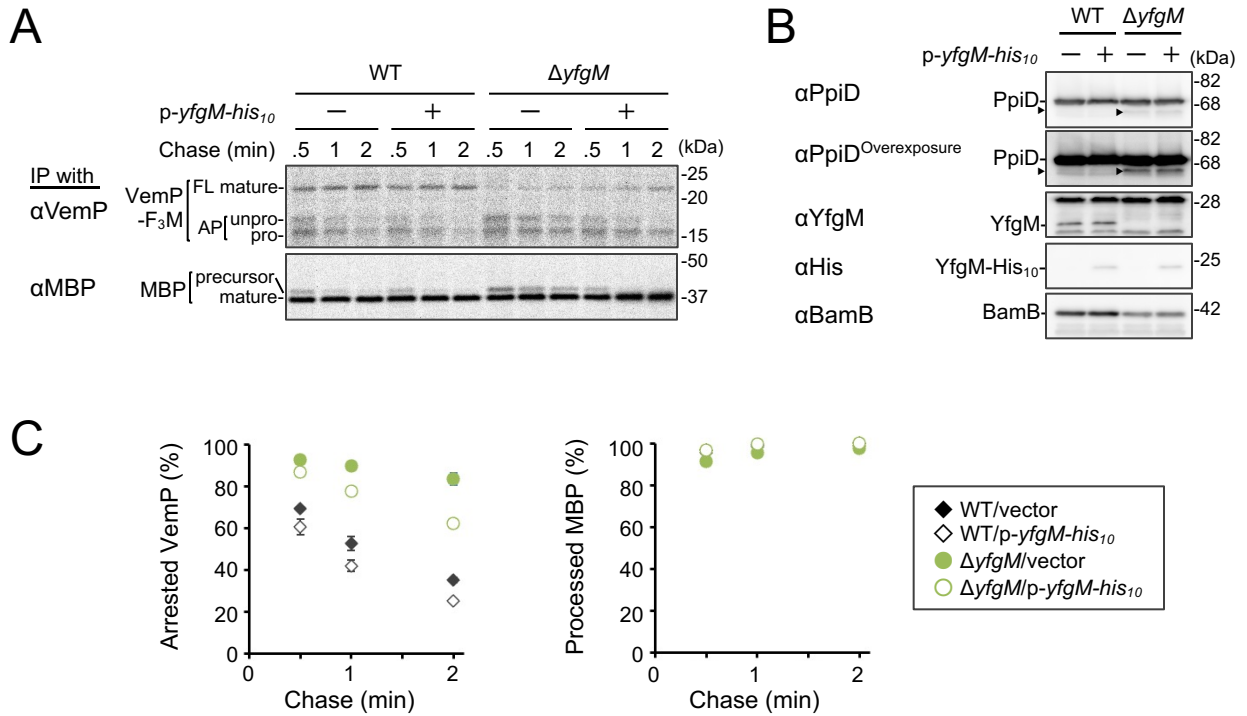 A
WT ΔyfgM
p-yfgM-his10 — + — +
Chase (min) .5 1 2 .5 1 2 .5 1 2 .5 1 2 (kDa)
IP with
αVemP
VemP
-F3M
FL mature-
AP
unpro-
pro-
-25
-20
-15
αMBP
MBP
precursor
mature-
-50
-37
B
WT ΔyfgM
p-yfgM-his10 — + — + (kDa)
αPpiD PpiD-
-82
-68
αPpiDOverexposure PpiD-
-82
-68
αYfgM YfgM- -28
αHis YfgM-His10- -25
αBamB BamB- -42
C
Arrested VemP (%)
100
80
60
40
20
0
0 1 2
Chase (min)
Processed MBP (%)
100
80
60
40
20
0
0 1 2
Chase (min)
WT/vector
WT/p-yfgM-his10
ΔyfgM/vector
ΔyfgM/p-yfgM-his10